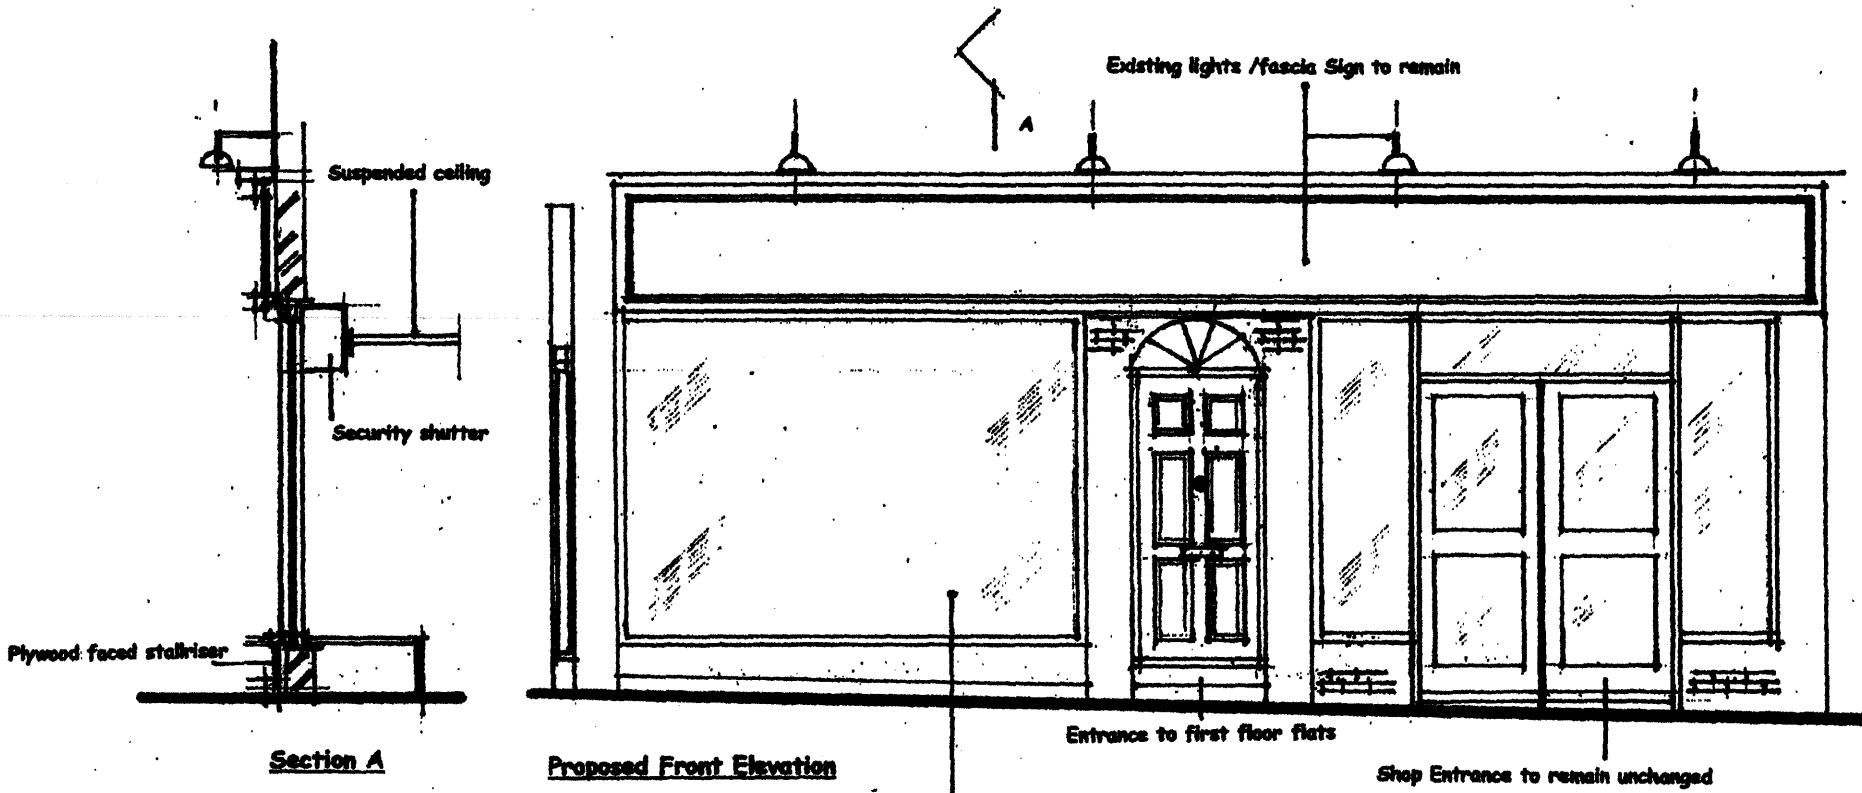 Existing lights /fascia Sign to remain
A
Suspended ceiling
Security shutter
Plywood faced stallriser
Entrance to first floor flats
Section A
Proposed Front Elevation
Shop Entrance to remain unchanged